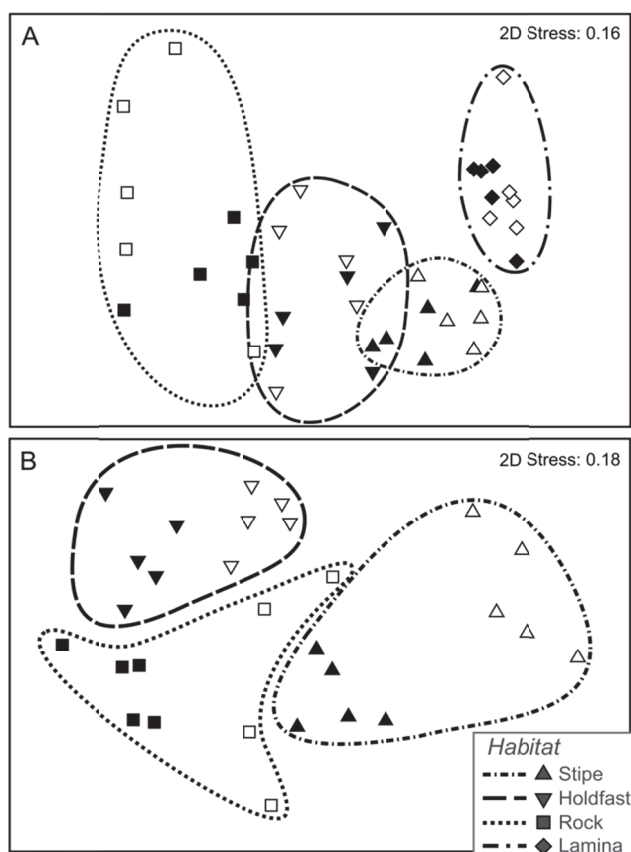 A
2D Stress: 0.16
B
2D Stress: 0.18
Habitat
Stipe
Holdfast
Rock
Lamina